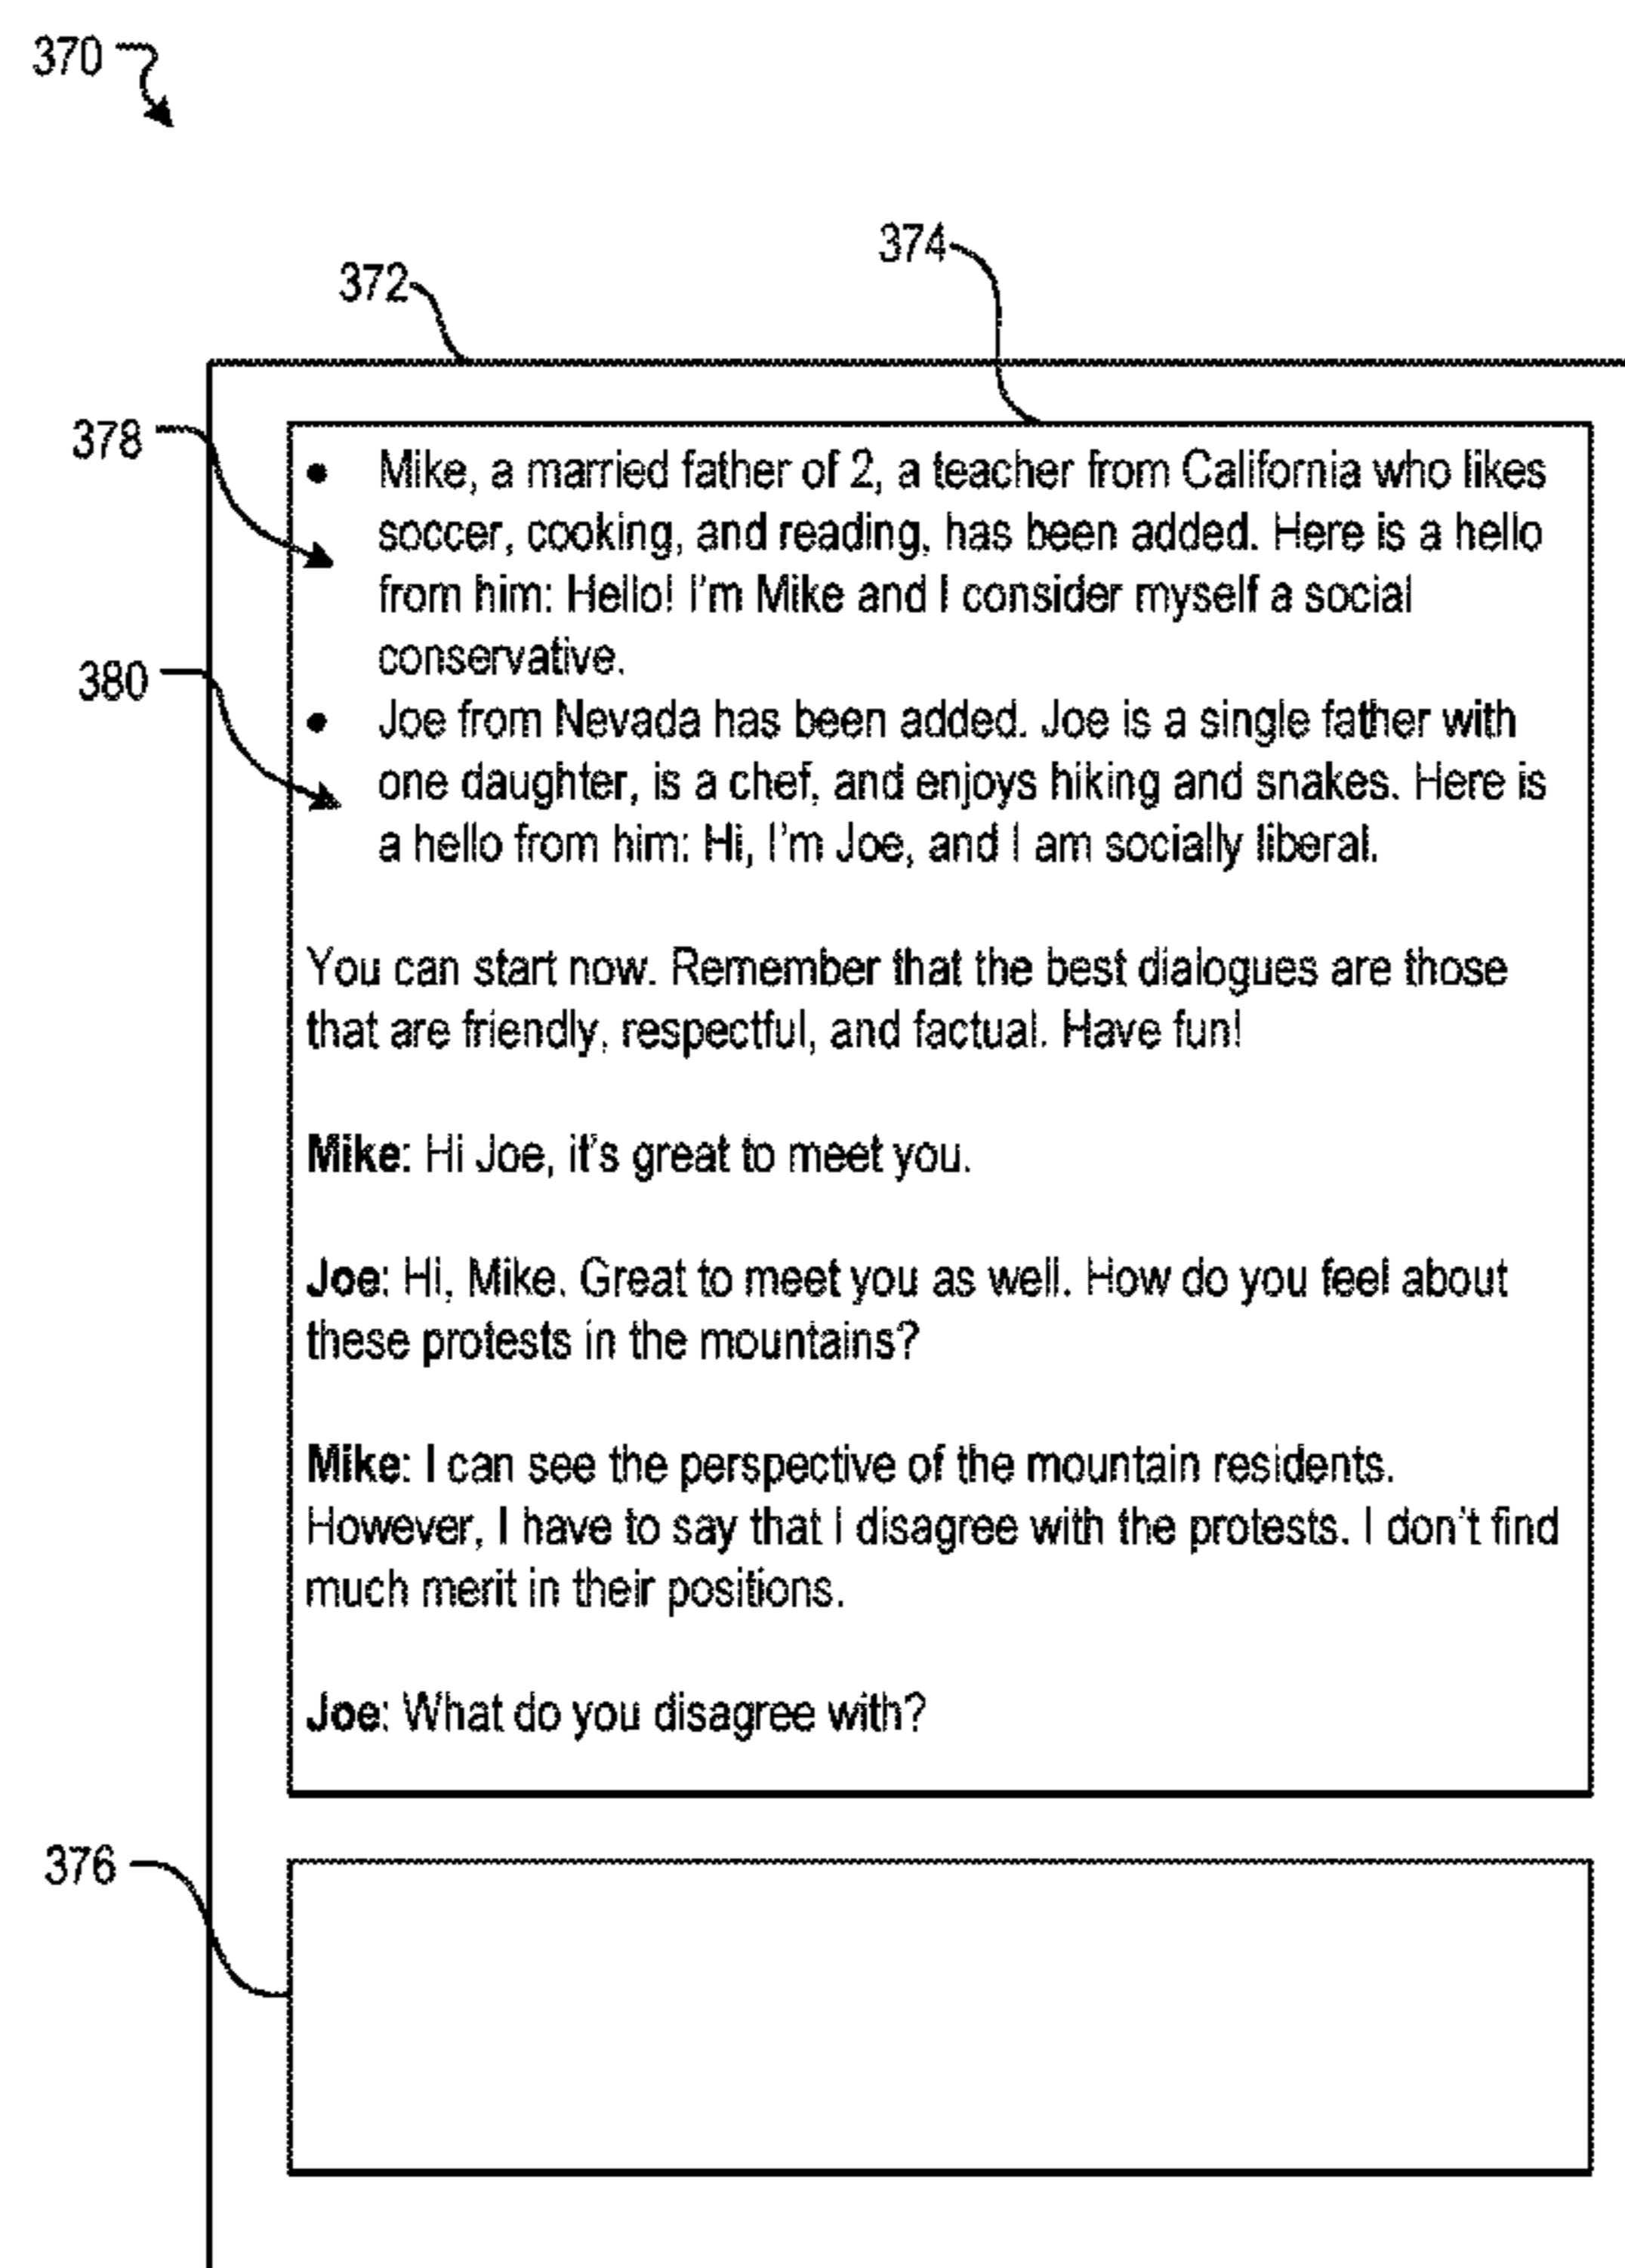 370
374
372
378
• Mike, a married father of 2, a teacher from California who likes
soccer, cooking, and reading, has been added. Here is a hello
from him: Hello! I'm Mike and I consider myself a social
conservative.
380
• Joe from Nevada has been added. Joe is a single father with
one daughter, is a chef, and enjoys hiking and snakes. Here is
a hello from him: Hi, I'm Joe, and I am socially liberal.
You can start now. Remember that the best dialogues are those
that are friendly, respectful, and factual. Have fun!
Mike: Hi Joe, it's great to meet you.
Joe: Hi, Mike. Great to meet you as well. How do you feel about
these protests in the mountains?
Mike: I can see the perspective of the mountain residents.
However, I have to say that I disagree with the protests. I don't find
much merit in their positions.
Joe: What do you disagree with?
376